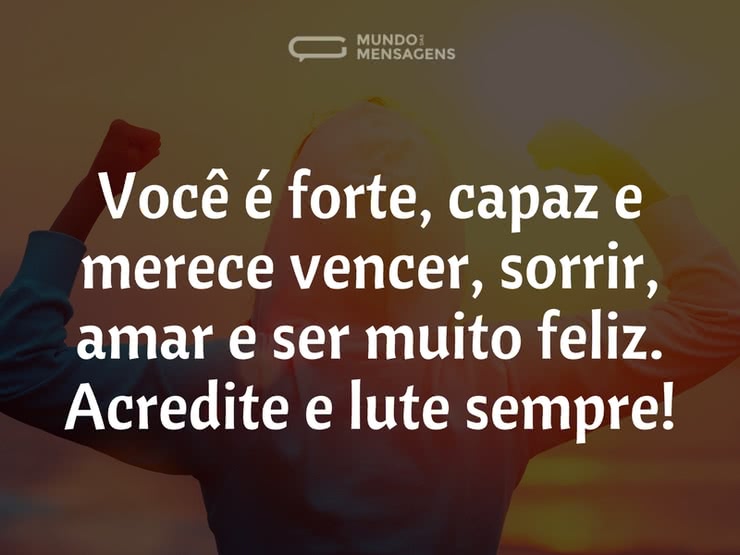 MUNDO DAS
MENSAGENS
Você é forte, capaz e
merece vencer, sorrir,
amar e ser muito feliz.
Acredite e lute sempre!